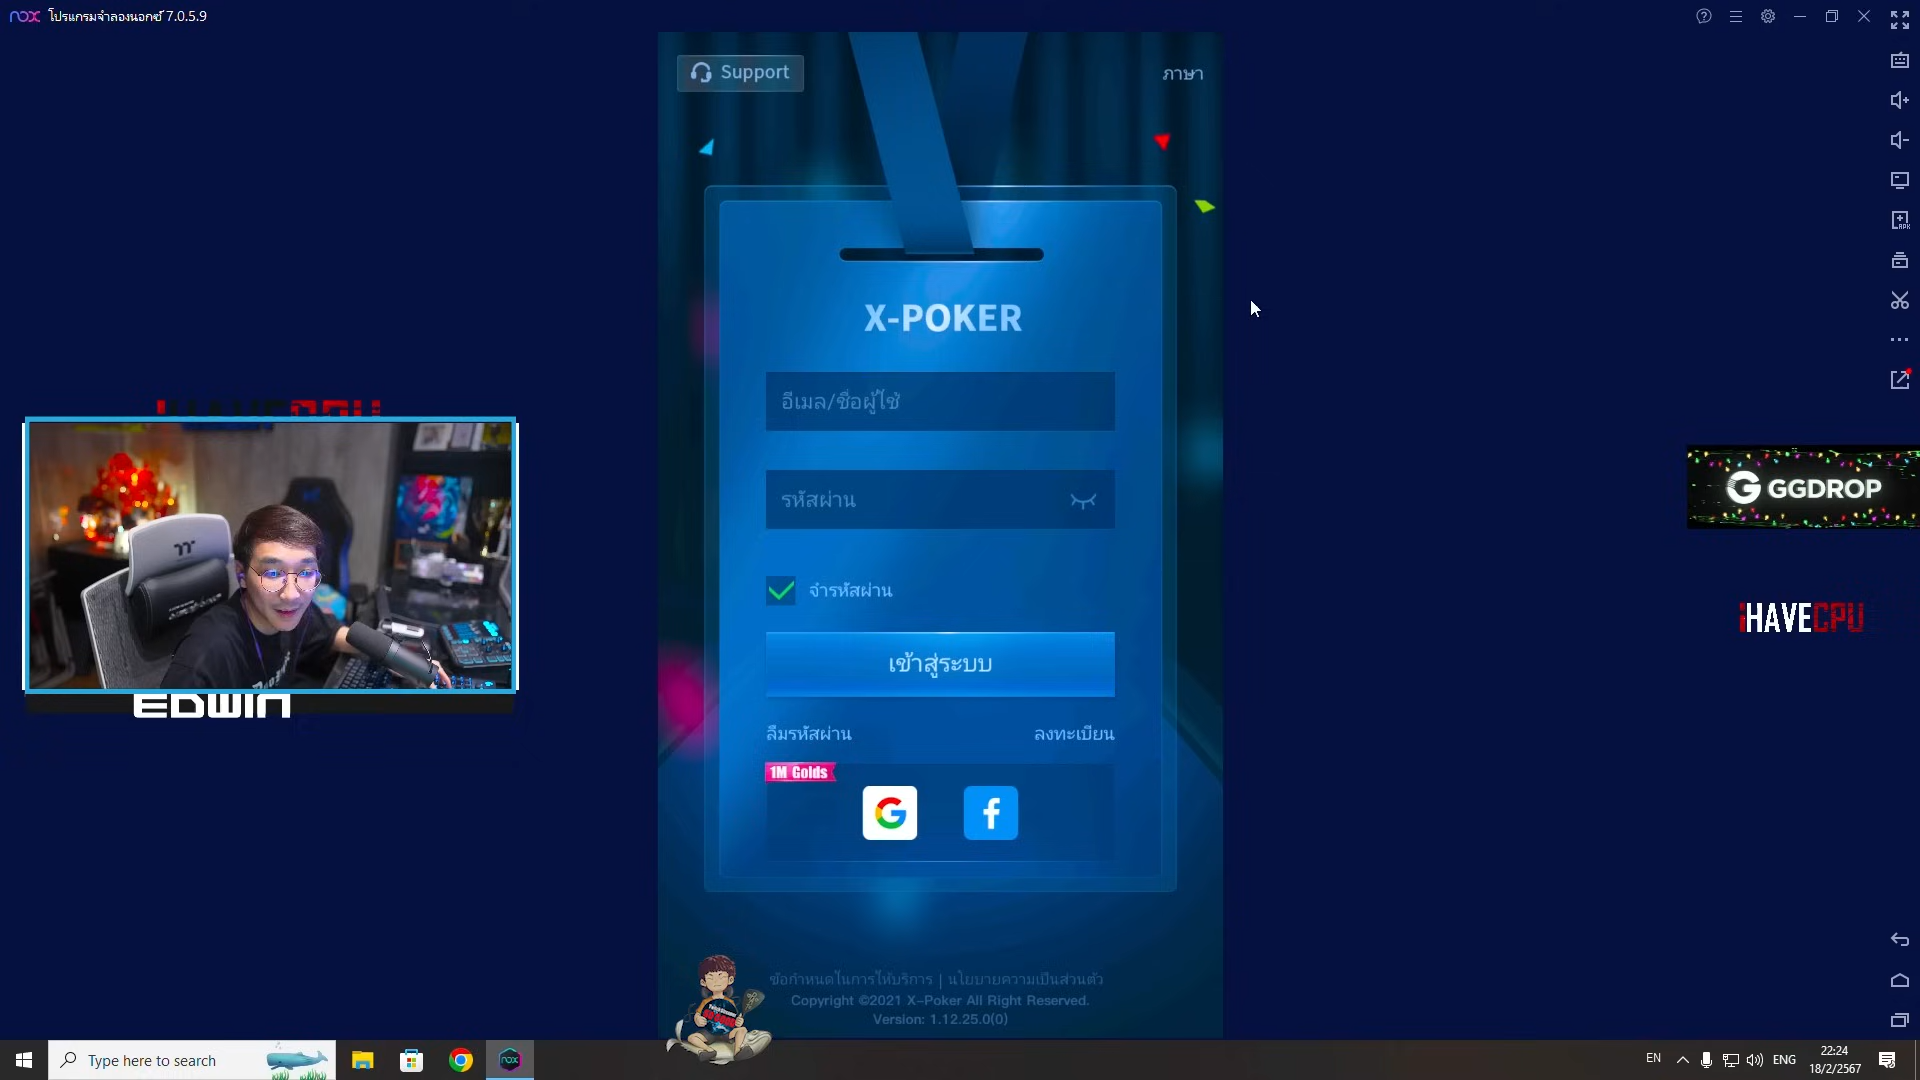 nox โปรแกรมจำลองนอกซ์ 7.0.5.9
Support
ภาษา
X-POKER
อีเมล/ชื่อผู้ใช้
รหัสผ่าน
จำรหัสผ่าน
เข้าสู่ระบบ
ลืมรหัสผ่าน
ลงทะเบียน
1M Golds
ข้อกำหนดในการให้บริการ | นโยบายความเป็นส่วนตัว
Copyright ©2021 X-Poker All Right Reserved.
Version: 1.12.25.0(0)
EDWIN
GGDROP
iHAVECPU
Type here to search
nox
EN
ENG
22:24
18/2/2567